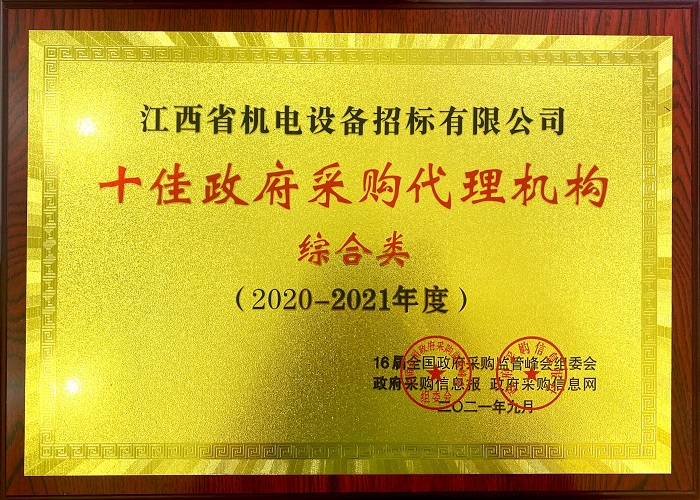 江西省机电设备招标有限公司
十佳政府采购代理机构
综合类
（2020-2021年度）
16届全国政府采购监管峰会组委会
政府采购信息报 政府采购信息网
二〇二一年九月
组委会